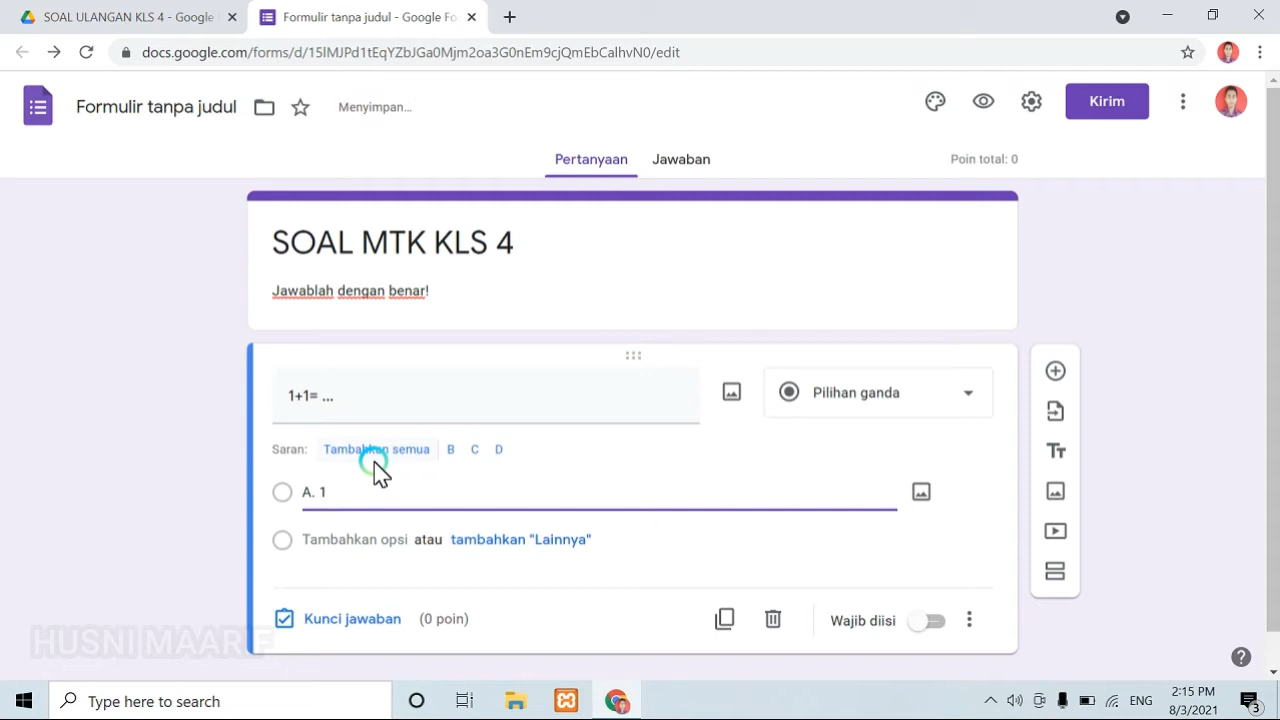 SOAL ULANGAN KLS 4 - Google
Formulir tanpa judul - Google Fo
docs.google.com/forms/d/15lMJPd1tEqYZbJGa0Mjm2oa3G0nEm9cjQmEbCalhvN0/edit
Formulir tanpa judul
Menyimpan...
Kirim
Pertanyaan
Jawaban
Poin total: 0
SOAL MTK KLS 4
Jawablah dengan benar!
1+1= ...
Pilihan ganda
Saran: Tambahkan semua B C D
A. 1
Tambahkan opsi atau tambahkan "Lainnya"
Kunci jawaban (0 poin)
Wajib diisi
HUSNI MAARIF
Type here to search
ENG
2:15 PM
8/3/2021
3